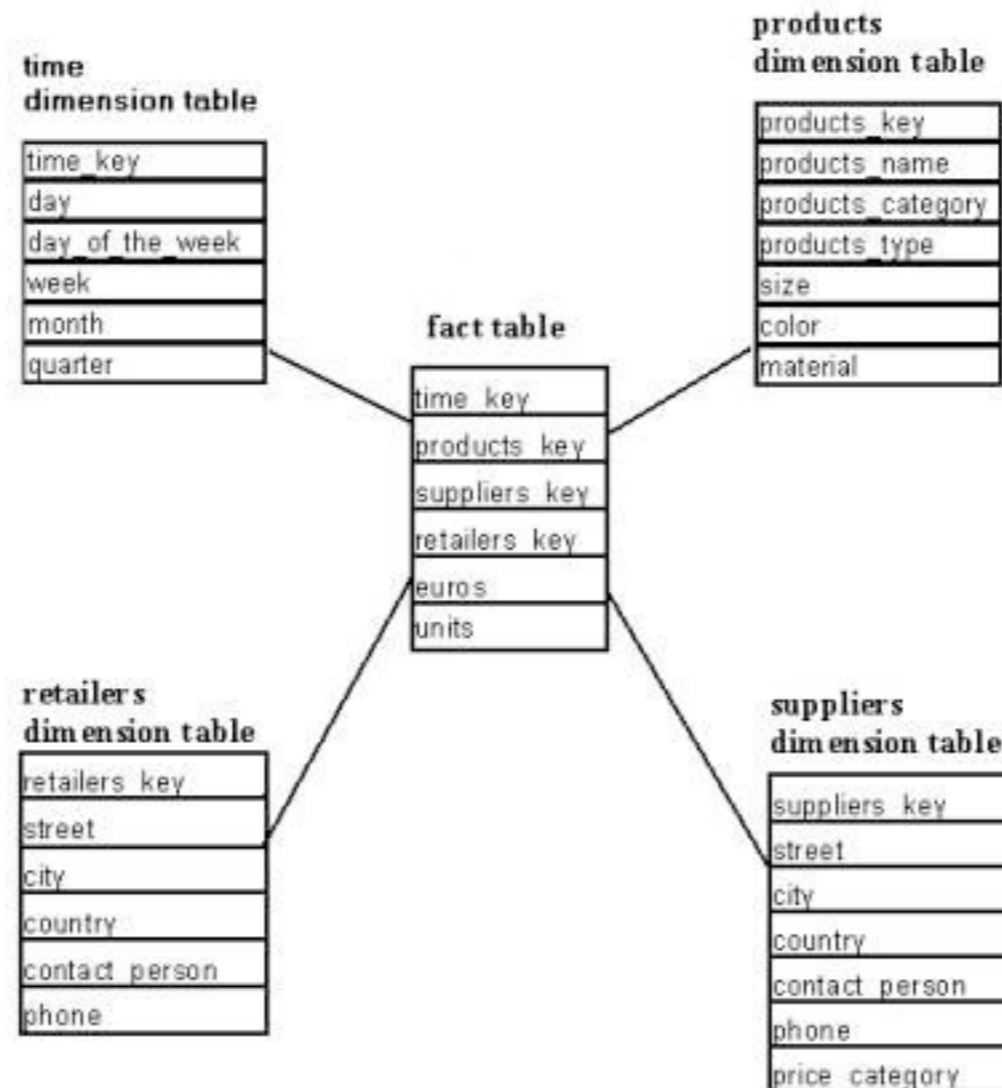 time
dimension table
time_key
day
day_of_the_week
week
month
quarter
products
dimension table
products_key
products_name
products_category
products_type
size
color
material
fact table
time_key
products_key
suppliers_key
retailers_key
euros
units
retailers
dimension table
retailers_key
street
city
country
contact_person
phone
suppliers
dimension table
suppliers_key
street
city
country
contact_person
phone
price_category